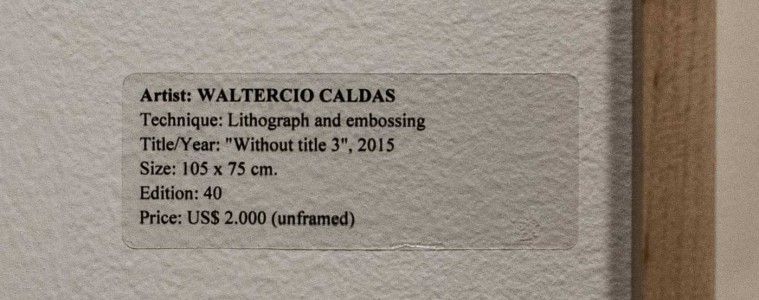 Artist: WALTERCIO CALDAS
Technique: Lithograph and embossing
Title/Year: "Without title 3", 2015
Size: 105 x 75 cm.
Edition: 40
Price: US$ 2.000 (unframed)